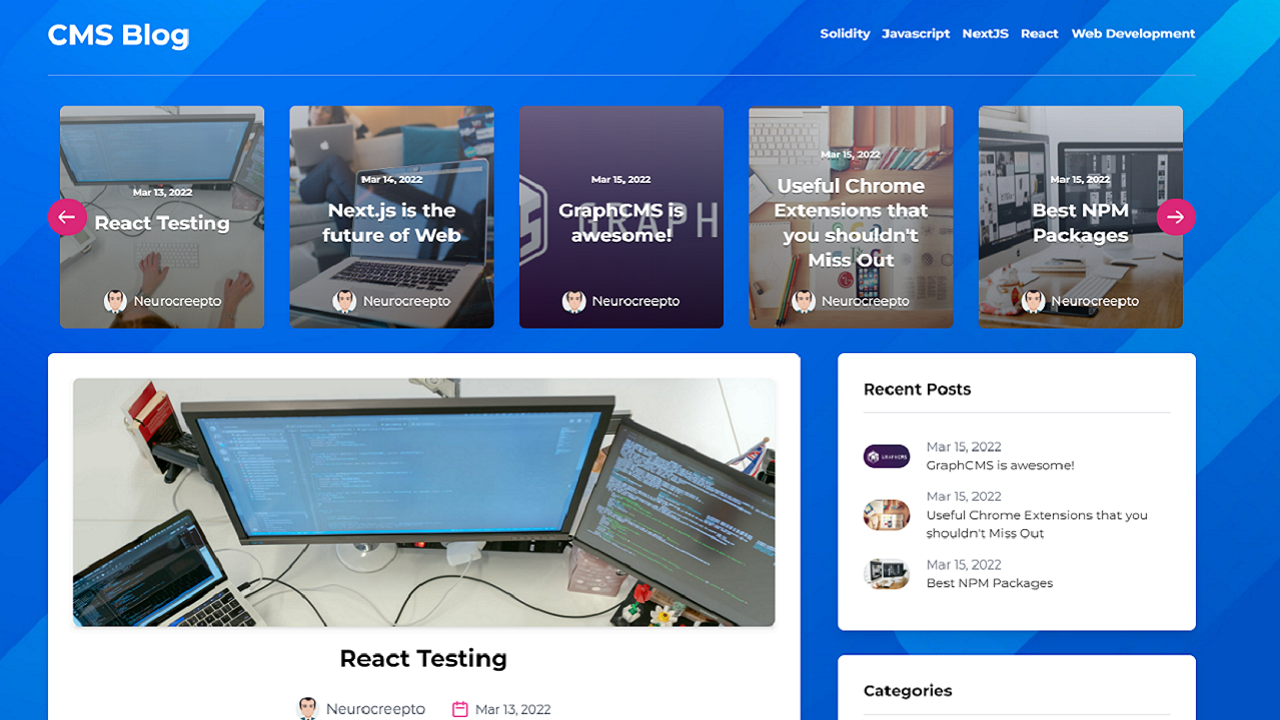 CMS Blog
Solidity Javascript NextJS React Web Development
Mar 13, 2022
React Testing
Neurocreepto
Mar 14, 2022
Next.js is the
future of Web
Neurocreepto
Mar 15, 2022
GRAPH
GraphCMS is
awesome!
Neurocreepto
Mar 15, 2022
Useful Chrome
Extensions that
you shouldn't
Miss Out
Neurocreepto
Mar 15, 2022
Best NPM
Packages
Neurocreepto
React Testing
Neurocreepto Mar 13, 2022
Recent Posts
GRAPHCMS
Mar 15, 2022
GraphCMS is awesome!
Mar 15, 2022
Useful Chrome Extensions that you
shouldn't Miss Out
Mar 15, 2022
Best NPM Packages
Categories